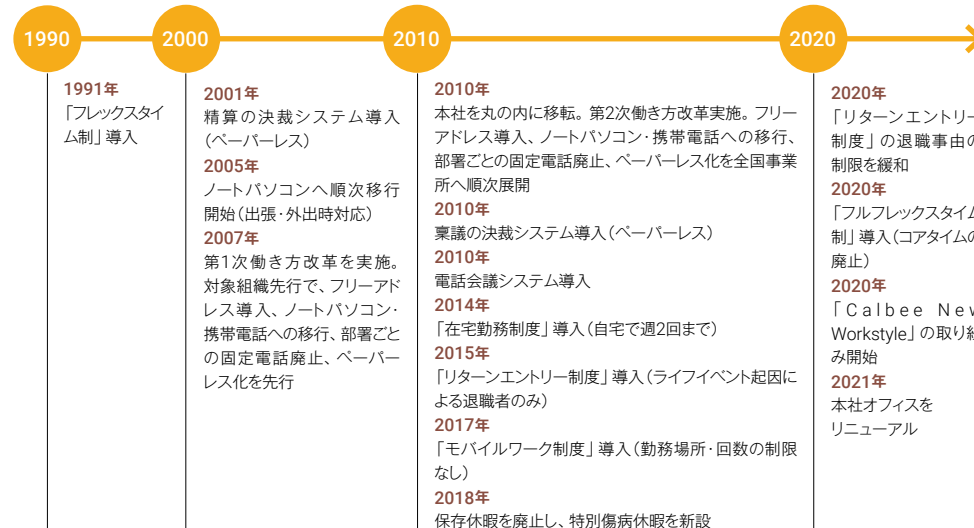 1990
2000
2010
2020
1991年
「フレックスタイ
ム制」導入
2001年
精算の決裁システム導入
（ペーパーレス）
2005年
ノートパソコンへ順次移行
開始（出張・外出時対応）
2007年
第1次働き方改革を実施。
対象組織先行で、フリーアド
レス導入、ノートパソコン・
携帯電話への移行、部署ごと
の固定電話廃止、ペーパー
レス化を先行
2010年
本社を丸の内に移転。第2次働き方改革実施。フリー
アドレス導入、ノートパソコン・携帯電話への移行、
部署ごとの固定電話廃止、ペーパーレス化を全国事業
所へ順次展開
2010年
稟議の決裁システム導入（ペーパーレス）
2010年
電話会議システム導入
2014年
「在宅勤務制度」導入（自宅で週2回まで）
2015年
「リターンエントリー制度」導入（ライフイベント起因に
よる退職者のみ）
2017年
「モバイルワーク制度」導入（勤務場所・回数の制限
なし）
2018年
保存休暇を廃止し、特別傷病休暇を新設
2020年
「リターンエントリー
制度」の退職事由の
制限を緩和
2020年
「フルフレックスタイム
制」導入（コアタイムの
廃止）
2020年
「Calbee New
Workstyle」の取り組
み開始
2021年
本社オフィスを
リニューアル